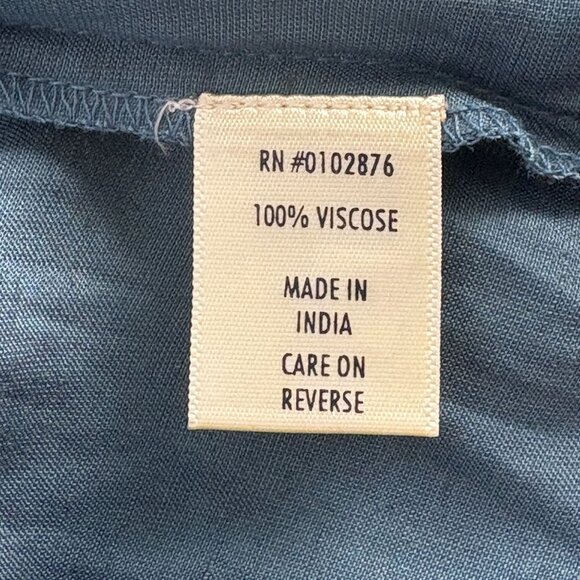 RN #0102876
100% VISCOSE
MADE IN
INDIA
CARE ON
REVERSE